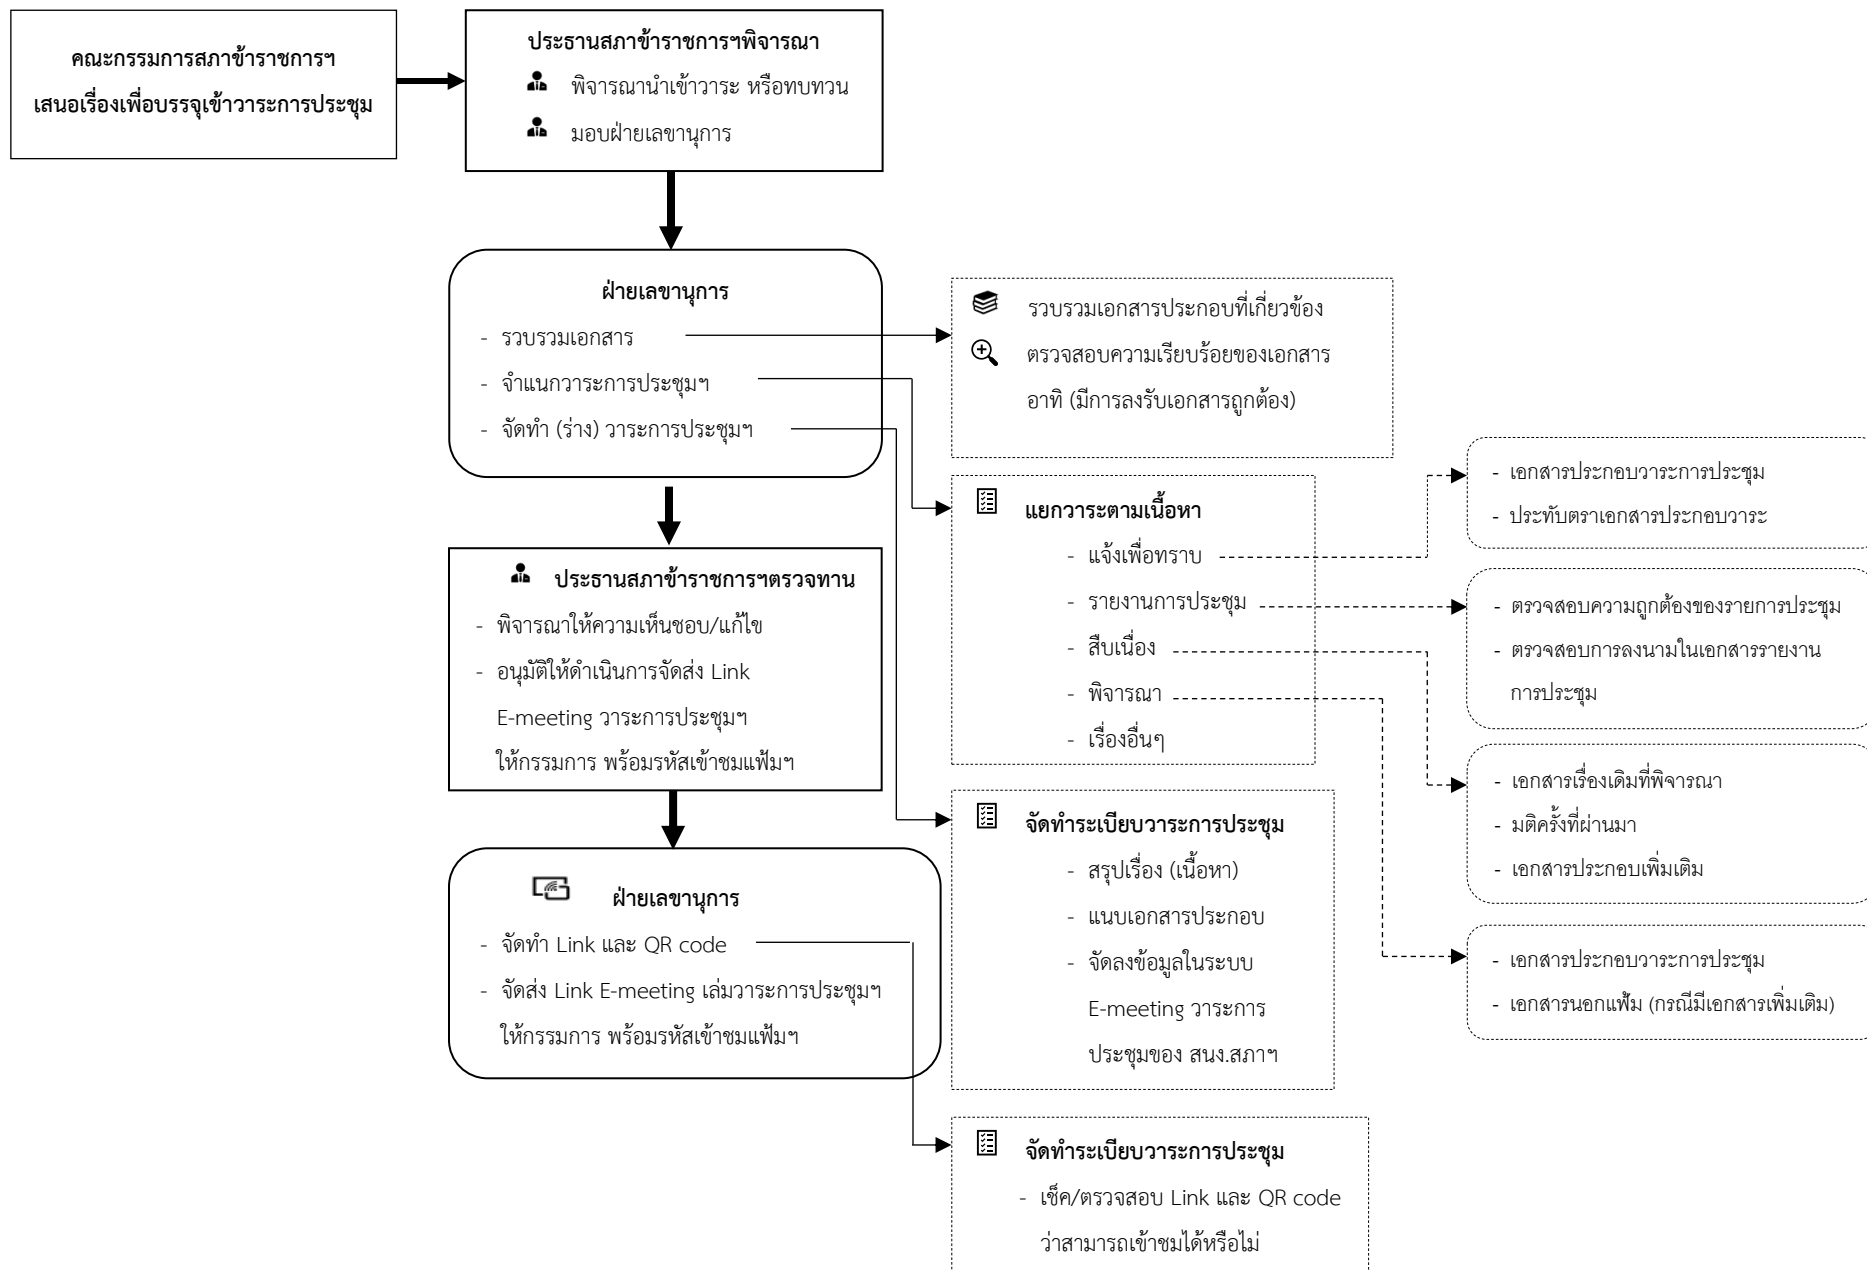 คณะกรรมการสภาข้าราชการฯ
เสนอเรื่องเพื่อบรรจุเข้าวาระการประชุม
ประธานสภาข้าราชการฯพิจารณา
พิจารณานำเข้าวาระ หรือทบทวน
มอบฝ่ายเลขานุการ
ฝ่ายเลขานุการ
- รวบรวมเอกสาร
- จำแนกวาระการประชุมฯ
- จัดทำ (ร่าง) วาระการประชุมฯ
รวบรวมเอกสารประกอบที่เกี่ยวข้อง
ตรวจสอบความเรียบร้อยของเอกสาร
อาทิ (มีการลงรับเอกสารถูกต้อง)
แยกวาระตามเนื้อหา
- แจ้งเพื่อทราบ
- รายงานการประชุม
- สืบเนื่อง
- พิจารณา
- เรื่องอื่นๆ
- เอกสารประกอบวาระการประชุม
- ประทับตราเอกสารประกอบวาระ
- ตรวจสอบความถูกต้องของรายการประชุม
- ตรวจสอบการลงนามในเอกสารรายงาน
การประชุม
- เอกสารเรื่องเดิมที่พิจารณา
- มติครั้งที่ผ่านมา
- เอกสารประกอบเพิ่มเติม
- เอกสารประกอบวาระการประชุม
- เอกสารนอกแฟ้ม (กรณีมีเอกสารเพิ่มเติม)
ประธานสภาข้าราชการฯตรวจทาน
- พิจารณาให้ความเห็นชอบ/แก้ไข
- อนุมัติให้ดำเนินการจัดส่ง Link
E-meeting วาระการประชุมฯ
ให้กรรมการ พร้อมรหัสเข้าชมแฟ้มฯ
จัดทำระเบียบวาระการประชุม
- สรุปเรื่อง (เนื้อหา)
- แนบเอกสารประกอบ
- จัดลงข้อมูลในระบบ
E-meeting วาระการ
ประชุมของ สนง.สภาฯ
ฝ่ายเลขานุการ
- จัดทำ Link และ QR code
- จัดส่ง Link E-meeting เล่มวาระการประชุมฯ
ให้กรรมการ พร้อมรหัสเข้าชมแฟ้มฯ
จัดทำระเบียบวาระการประชุม
- เช็ค/ตรวจสอบ Link และ QR code
ว่าสามารถเข้าชมได้หรือไม่